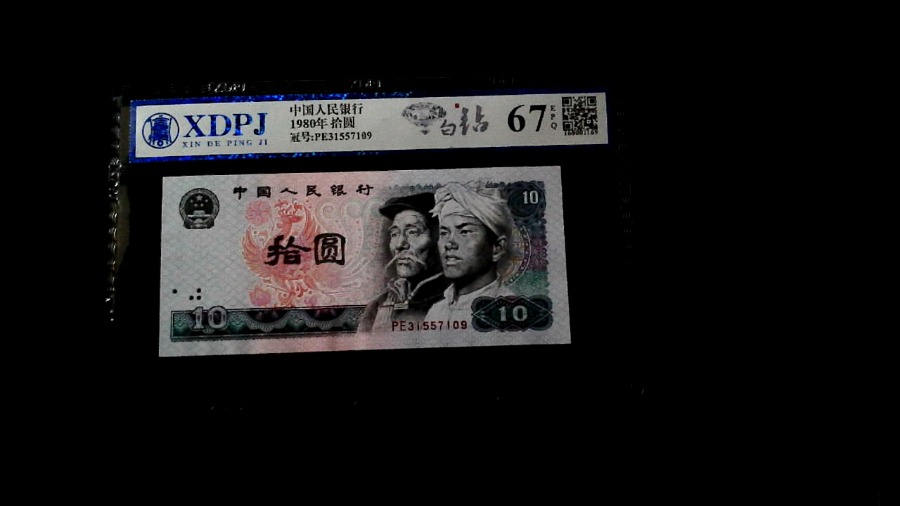 XDPJ
XIN DE PING JI
中国人民银行
1980年 拾圆
冠号:PE31557109
白钻
67
EPQ
中国人民银行
10
拾圆
10
PE31557109
10